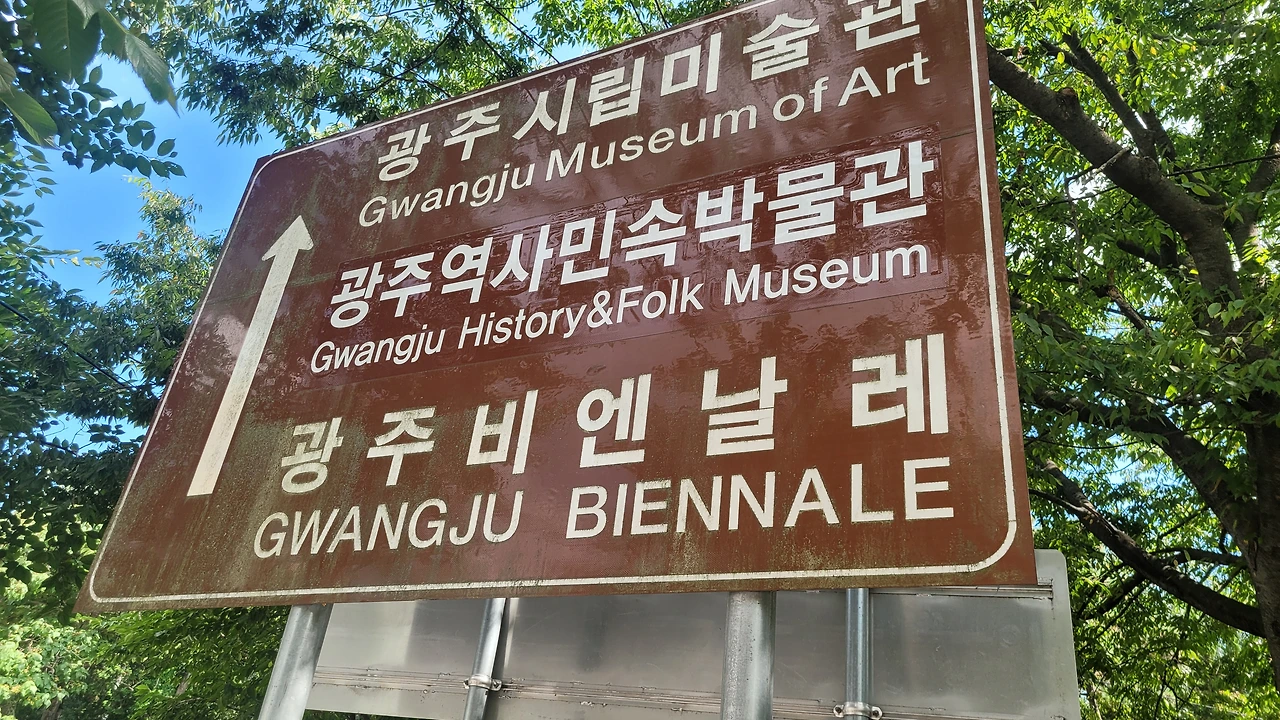 광주시립미술관
Gwangju Museum of Art
광주역사민속박물관
Gwangju History&Folk Museum
광주비엔날레
GWANGJU BIENNALE